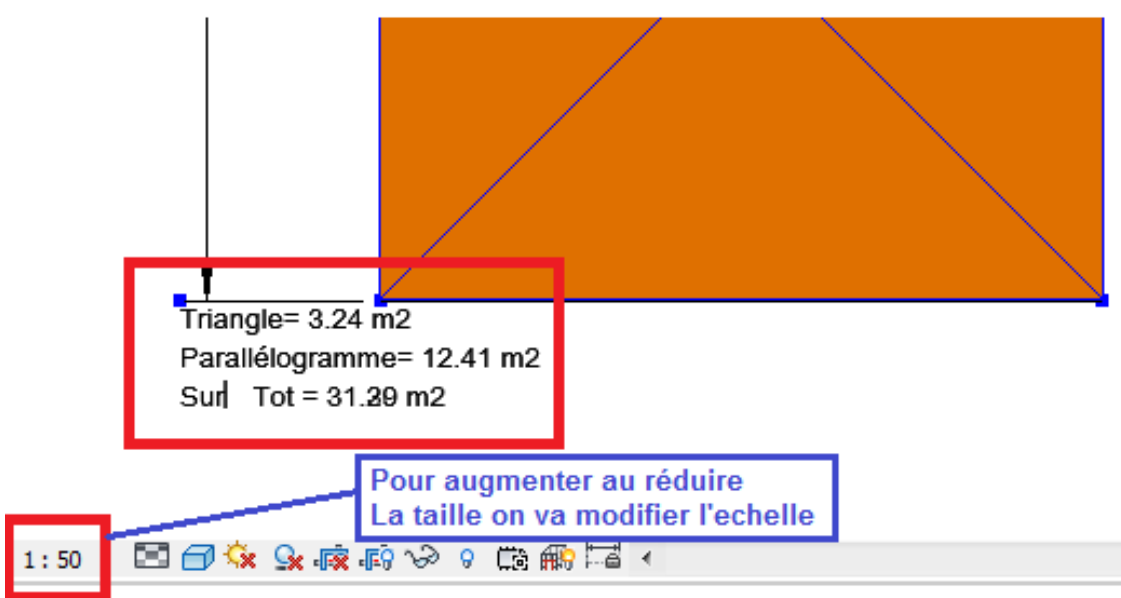 Triangle= 3.24 m2
Parallélogramme= 12.41 m2
Sur Tot = 31.29 m2
Pour augmenter au réduire
La taille on va modifier l'echelle
1 : 50